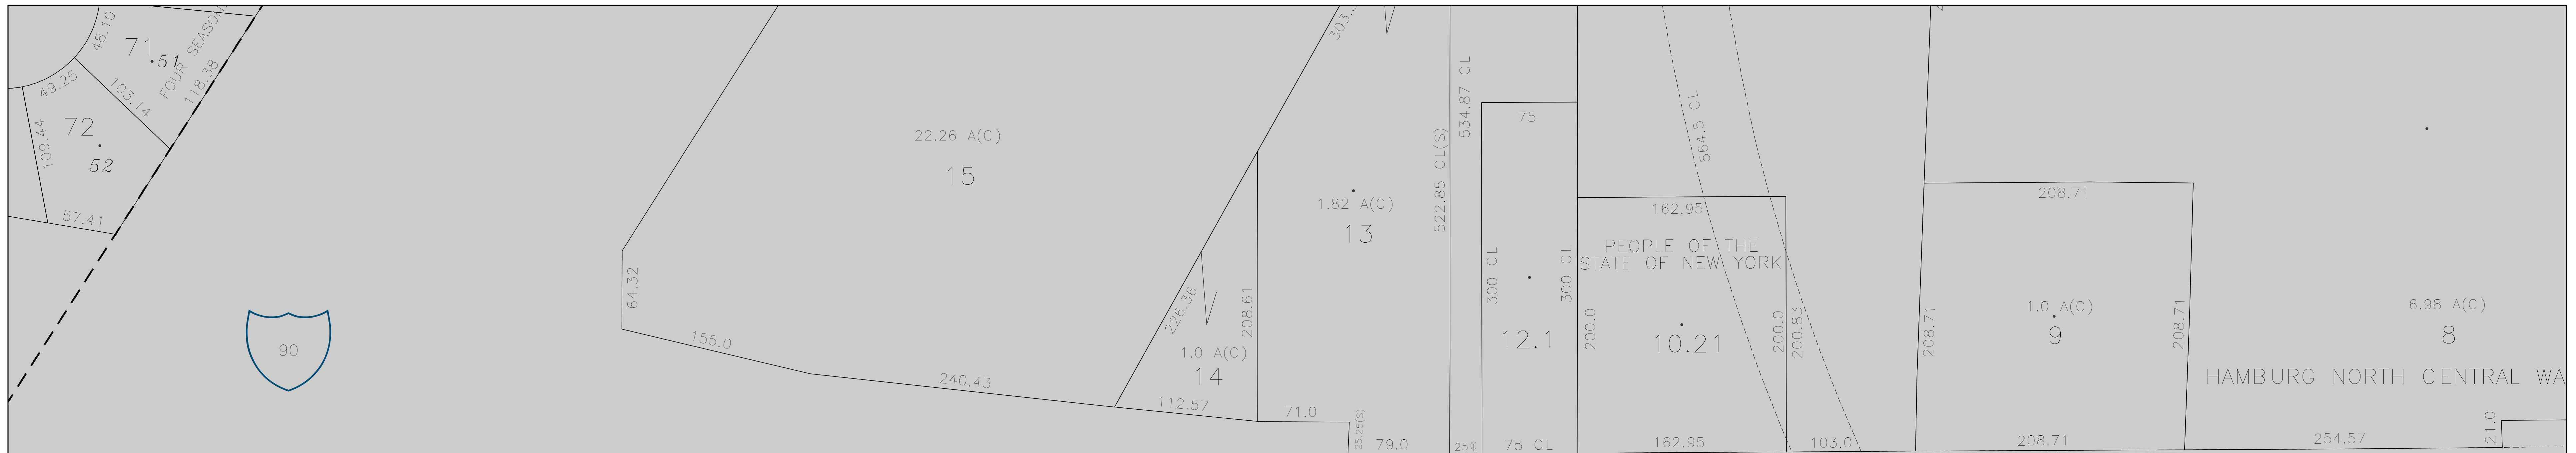 48.10
71
51
FOUR SEASON
118.38
49.25
103.14
72
52
109.44
57.41
90
22.26 A(C)
15
64.32
155.0
240.43
226.36
1.0 A(C)
14
112.57
208.61
1.82 A(C)
13
522.85 CL(S)
534.87 CL
71.0
25.25(S)
79.0
25℄
75
300 CL
300 CL
12.1
75 CL
564.5 CL
162.95
PEOPLE OF THE
STATE OF NEW YORK
200.0
10.21
200.0
200.83
162.95
103.0
208.71
208.71
1.0 A(C)
9
208.71
208.71
6.98 A(C)
8
HAMBURG NORTH CENTRAL WA
254.57
21.0